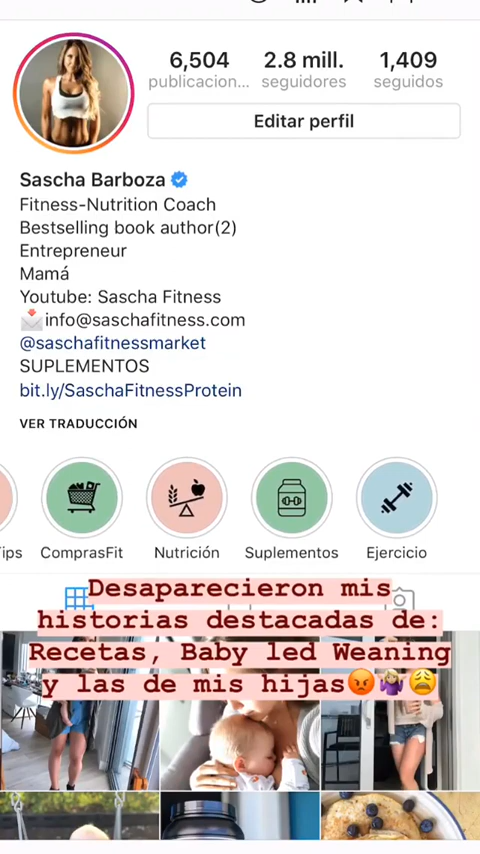 6,504 2.8 mill. 1,409
publicacion... seguidores seguidos
Editar perfil
Sascha Barboza
Fitness-Nutrition Coach
Bestselling book author(2)
Entrepreneur
Mamá
Youtube: Sascha Fitness
📩info@saschafitness.com
@saschafitnessmarket
SUPLEMENTOS
bit.ly/SaschaFitnessProtein
VER TRADUCCIÓN
ips ComprasFit Nutrición Suplementos Ejercicio
Desaparecieron mis
historias destacadas de:
Recetas, Baby led Weaning
y las de mis hijas😡🤷🏼‍♀️😩